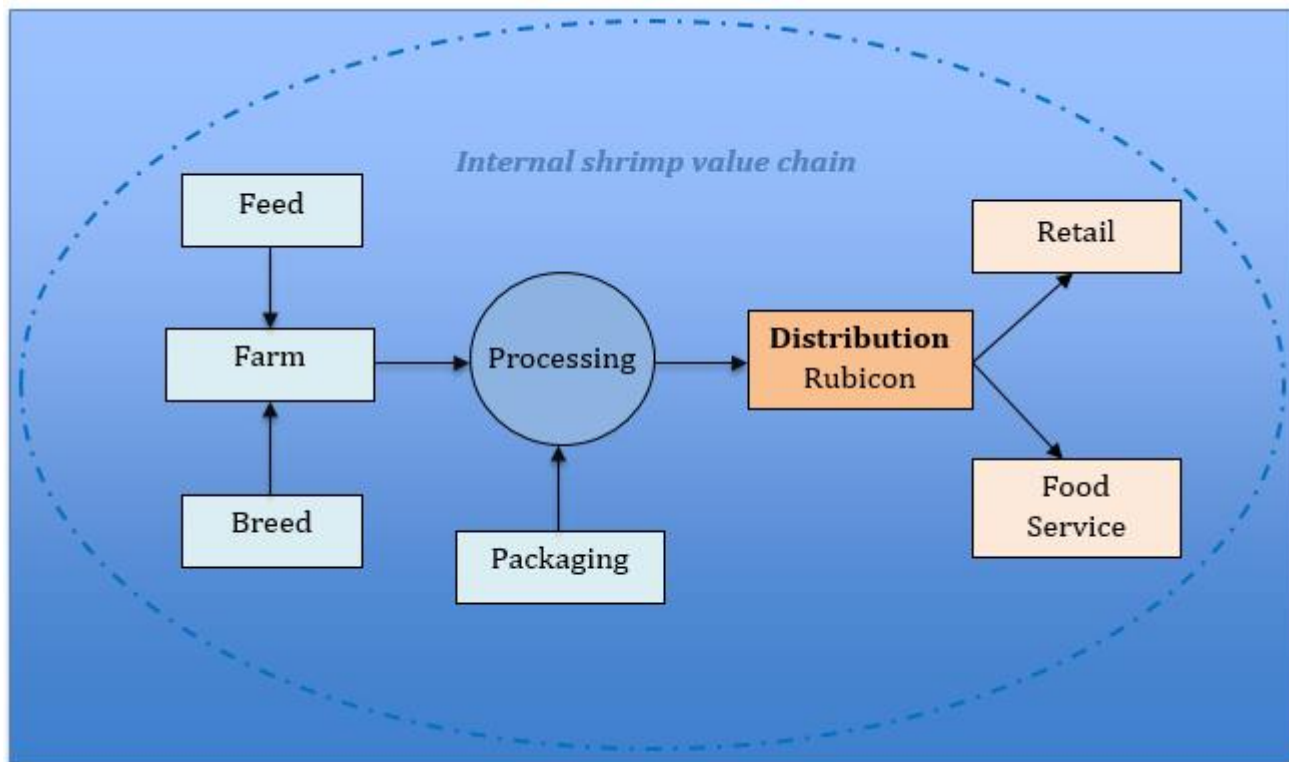 Internal shrimp value chain
Feed
Retail
Farm
Processing
Distribution
Rubicon
Breed
Packaging
Food
Service